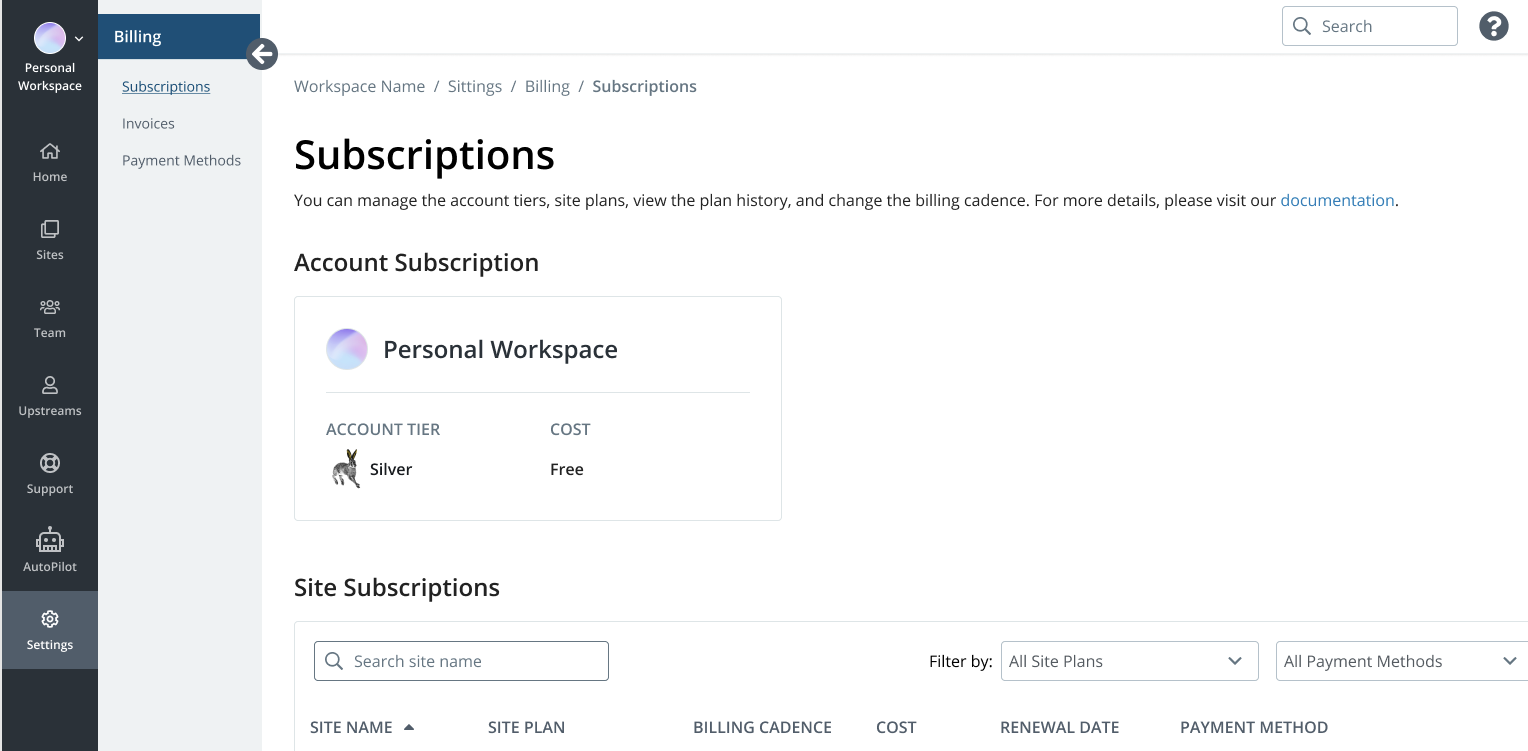 Personal
Workspace
Home
Sites
Team
Upstreams
Support
AutoPilot
Settings
Billing
Subscriptions
Invoices
Payment Methods
Search
?
Workspace Name / Sittings / Billing / Subscriptions
Subscriptions
You can manage the account tiers, site plans, view the plan history, and change the billing cadence. For more details, please visit our documentation.
Account Subscription
Personal Workspace
ACCOUNT TIER COST
Silver Free
Site Subscriptions
Search site name Filter by: All Site Plans All Payment Methods
SITE NAME SITE PLAN BILLING CADENCE COST RENEWAL DATE PAYMENT METHOD